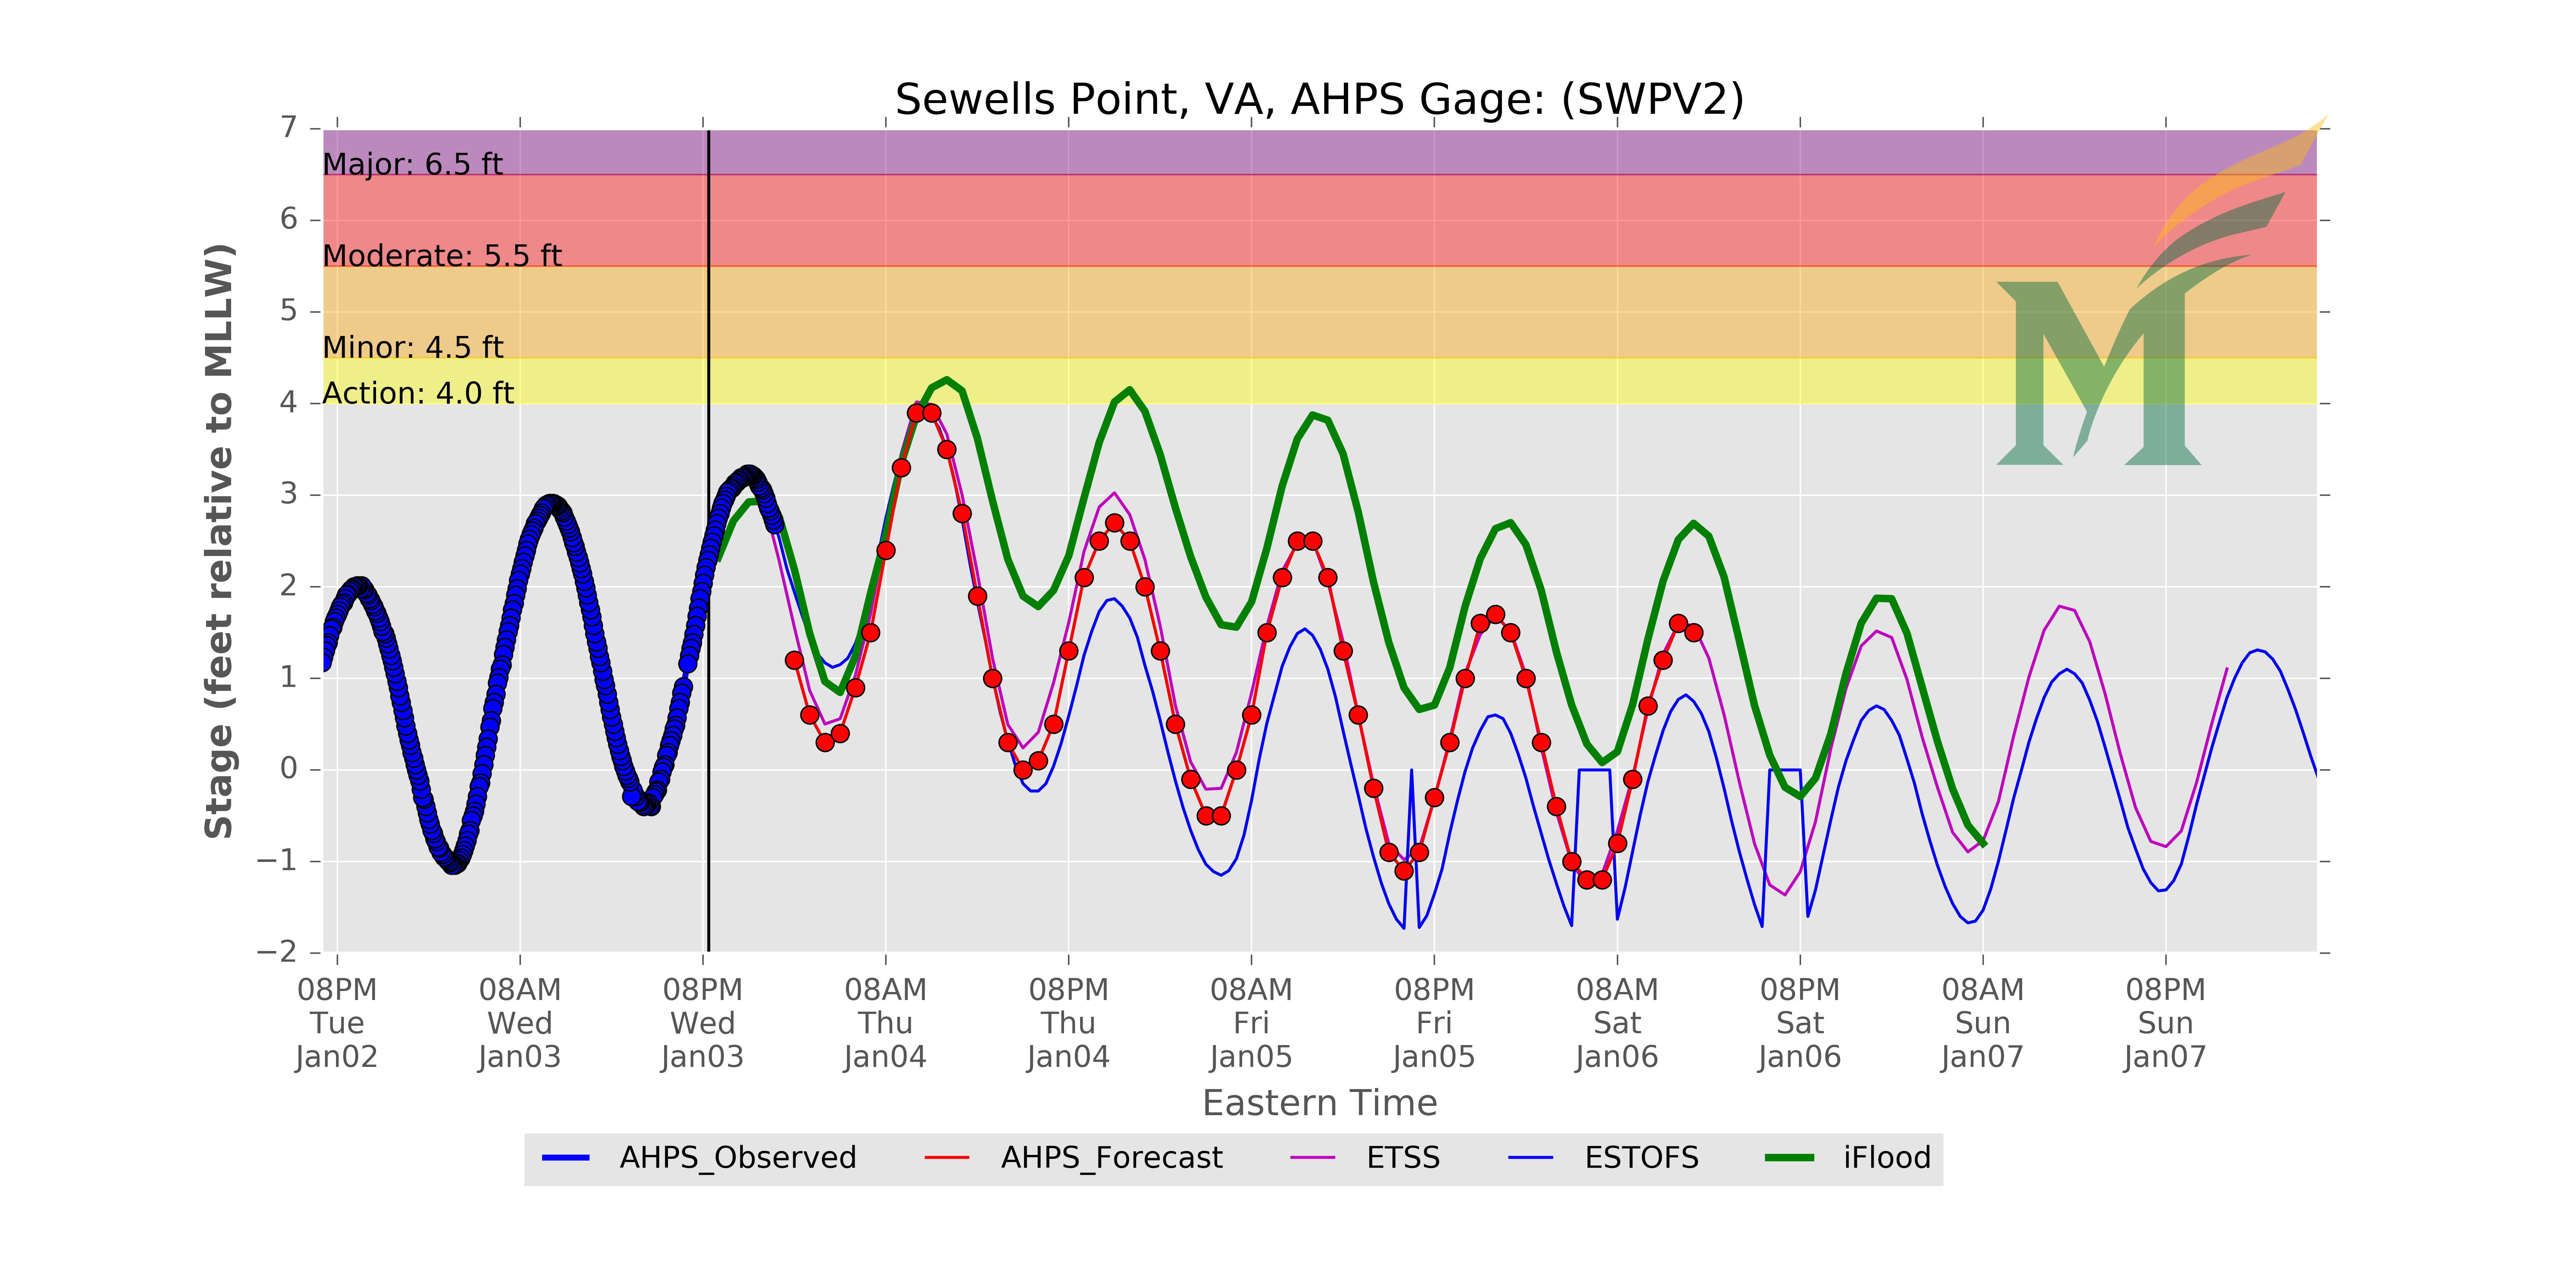 Sewells Point, VA, AHPS Gage: (SWPV2)
Stage (feet relative to MLLW)
7
6
5
4
3
2
1
0
−1
−2
Major: 6.5 ft
Moderate: 5.5 ft
Minor: 4.5 ft
Action: 4.0 ft
M
08PM 08AM 08PM 08AM 08PM 08AM 08PM 08AM 08PM 08AM 08PM
Tue Wed Wed Thu Thu Fri Fri Sat Sat Sun Sun
Jan02 Jan03 Jan03 Jan04 Jan04 Jan05 Jan05 Jan06 Jan06 Jan07 Jan07
Eastern Time
AHPS_Observed AHPS_Forecast ETSS ESTOFS iFlood